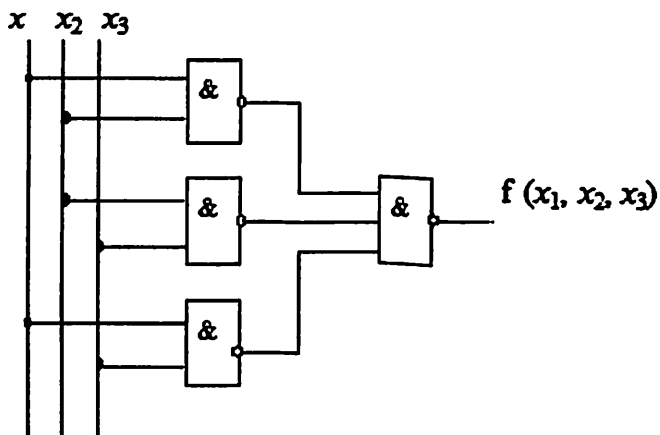 x x₂ x₃
&
&
&
&
f (x₁, x₂, x₃)